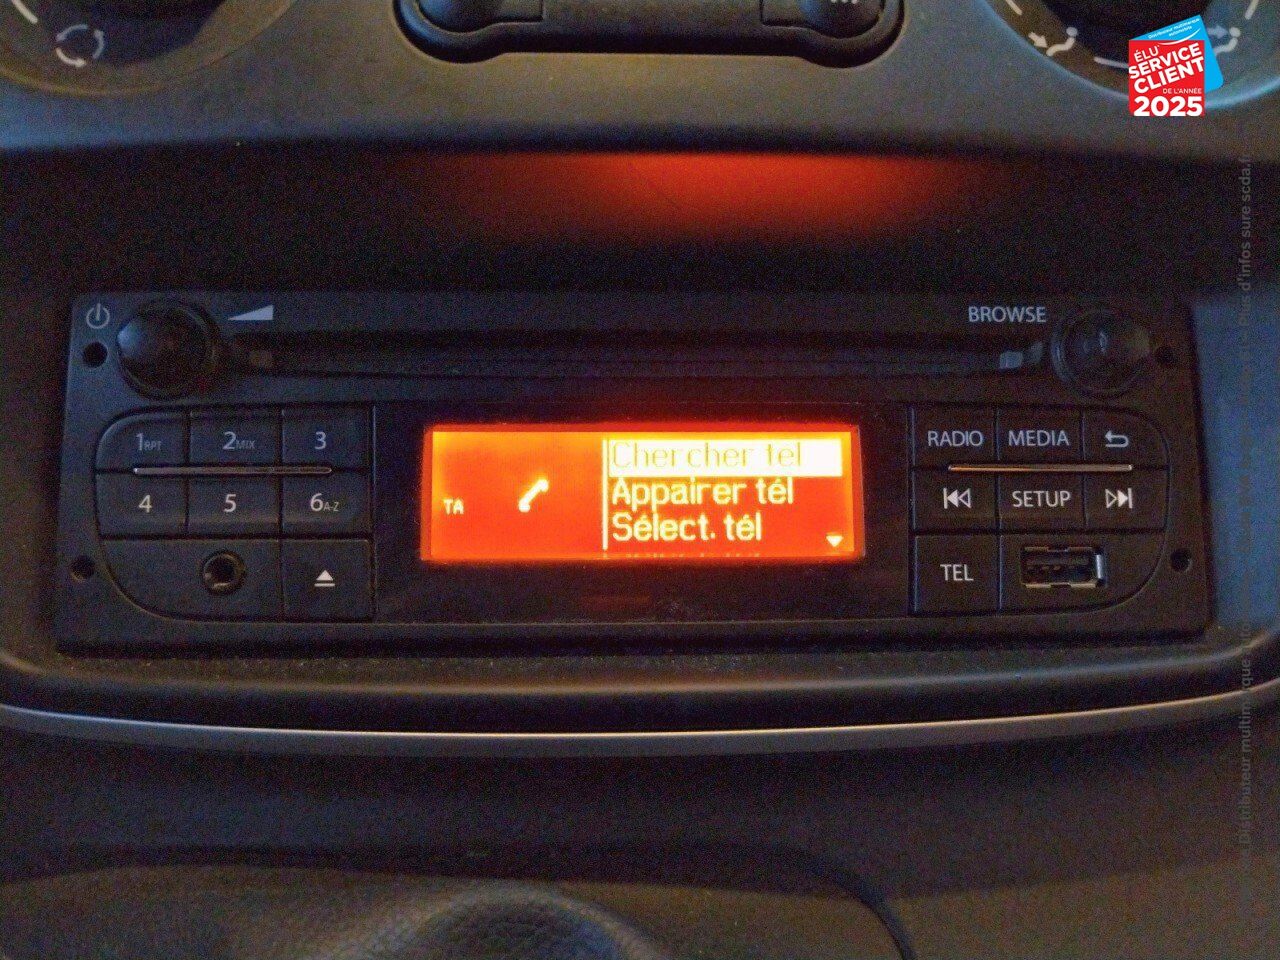 ÉLU
SERVICE
CLIENT
DE L'ANNÉE
2025
BROWSE
1RPT
2MIX
3
4
5
6A-Z
TA
Chercher tél
Appairer tél
Sélect. tél
RADIO
MEDIA
SETUP
TEL